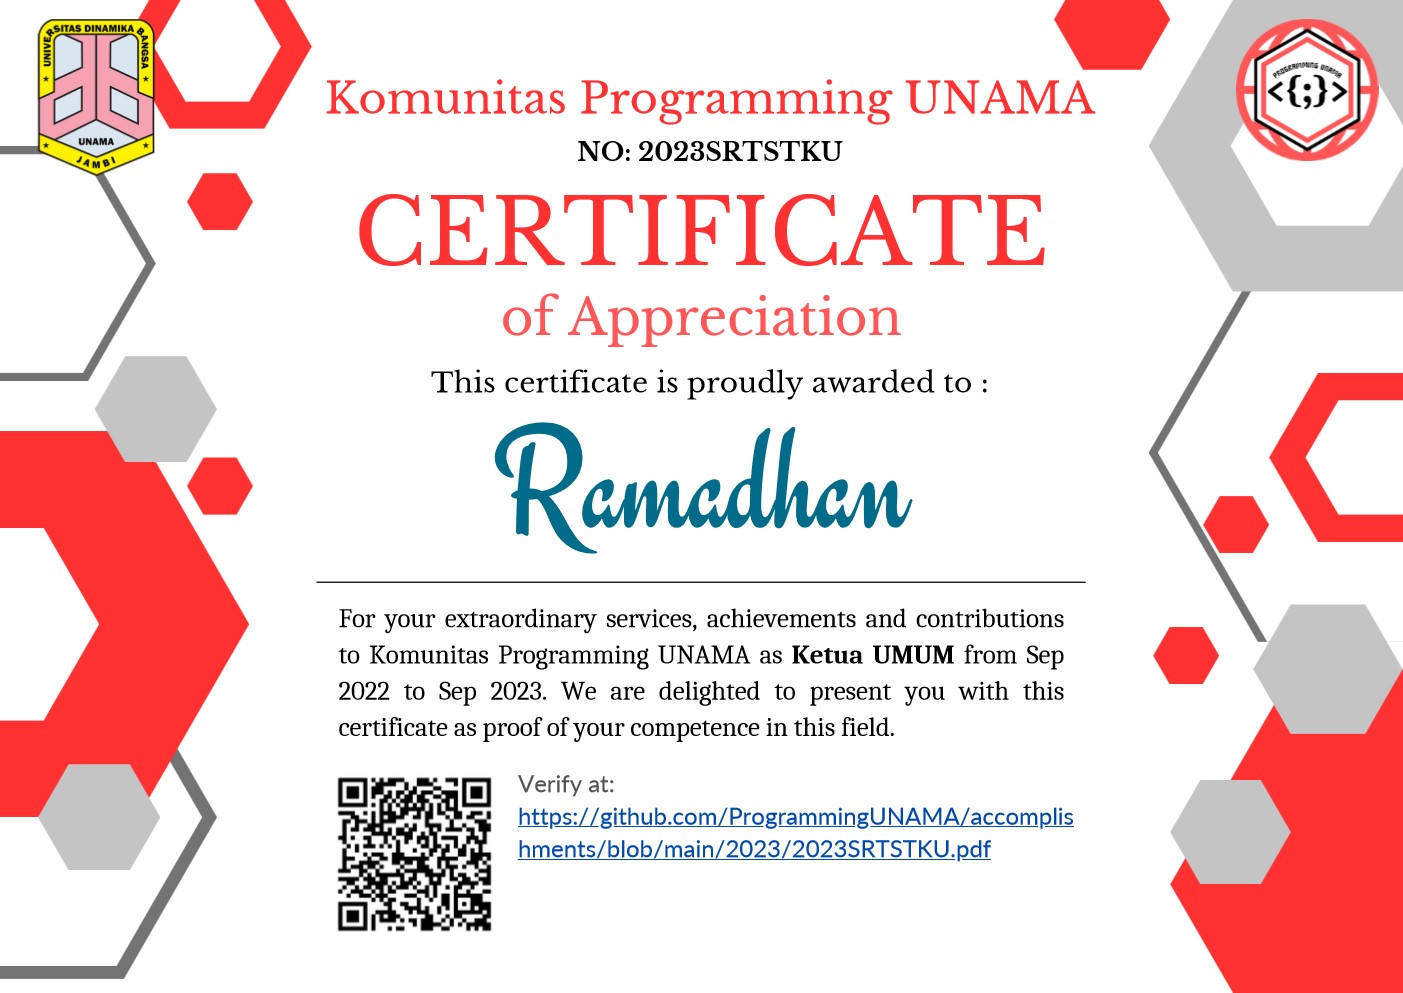 UNIVERSITAS DINAMIKA BANGSA
UNAMA
JAMBI
PROGRAMMING UNAMA
<{;}>
Komunitas Programming UNAMA
NO: 2023SRTSTKU
CERTIFICATE
of Appreciation
This certificate is proudly awarded to :
Ramadhan
For your extraordinary services, achievements and contributions
to Komunitas Programming UNAMA as Ketua UMUM from Sep
2022 to Sep 2023. We are delighted to present you with this
certificate as proof of your competence in this field.
Verify at:
https://github.com/ProgrammingUNAMA/accomplis
hments/blob/main/2023/2023SRTSTKU.pdf